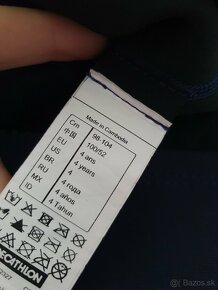 Made in Cambodia
Cm 98-104
中国 100/52
EU 4 ans
US 4 years
BR 4
RU 4 года
MX 4 años
ID 4 Tahun
DECATHLON
Bazos.sk